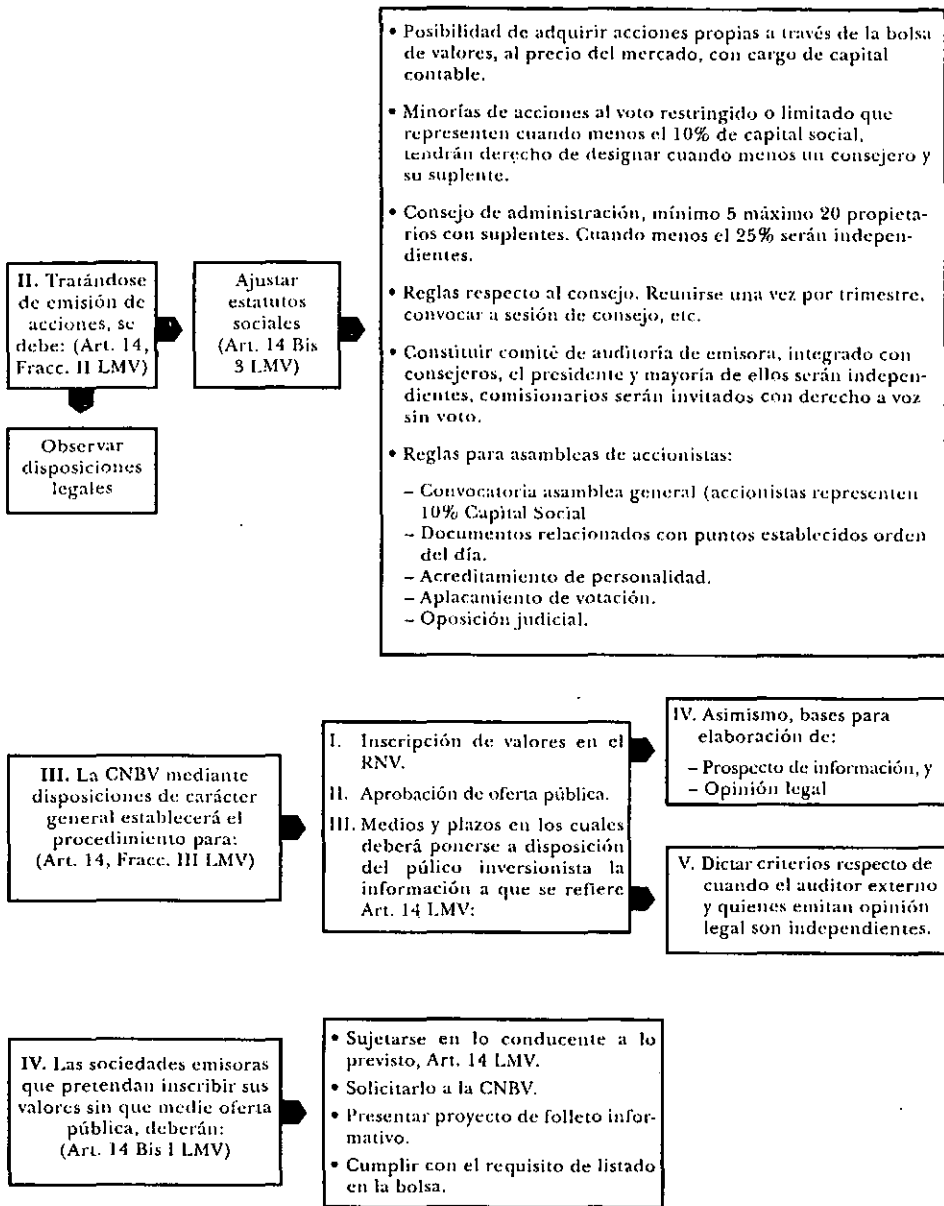 • Posibilidad de adquirir acciones propias a través de la bolsa
de valores, al precio del mercado, con cargo de capital
contable.
• Minorías de acciones al voto restringido o limitado que
representen cuando menos el 10% de capital social,
tendrán derecho de designar cuando menos un consejero y
su suplente.
• Consejo de administración, mínimo 5 máximo 20 propieta-
rios con suplentes. Cuando menos el 25% serán indepen-
dientes.
• Reglas respecto al consejo. Reunirse una vez por trimestre,
convocar a sesión de consejo, etc.
• Constituir comité de auditoría de emisora, integrado con
consejeros, el presidente y mayoría de ellos serán indepen-
dientes, comisionarios serán invitados con derecho a voz
sin voto.
• Reglas para asambleas de accionistas:
– Convocatoria asamblea general (accionistas representen
10% Capital Social
– Documentos relacionados con puntos establecidos orden
del día.
– Acreditamiento de personalidad.
– Aplacamiento de votación.
– Oposición judicial.
II. Tratándose
de emisión de
acciones, se
debe: (Art. 14,
Fracc. II LMV)
Ajustar
estatutos
sociales
(Art. 14 Bis
3 LMV)
Observar
disposiciones
legales
III. La CNBV mediante
disposiciones de carácter
general establecerá el
procedimiento para:
(Art. 14, Fracc. III LMV)
I. Inscripción de valores en el
RNV.
II. Aprobación de oferta pública.
III. Medios y plazos en los cuales
deberá ponerse a disposición
del púlico inversionista la
información a que se refiere
Art. 14 LMV:
IV. Asimismo, bases para
elaboración de:
– Prospecto de información, y
– Opinión legal
V. Dictar criterios respecto de
cuando el auditor externo
y quienes emitan opinión
legal son independientes.
IV. Las sociedades emisoras
que pretendan inscribir sus
valores sin que medie oferta
pública, deberán:
(Art. 14 Bis I LMV)
• Sujetarse en lo conducente a lo
previsto, Art. 14 LMV.
• Solicitarlo a la CNBV.
• Presentar proyecto de folleto infor-
mativo.
• Cumplir con el requisito de listado
en la bolsa.